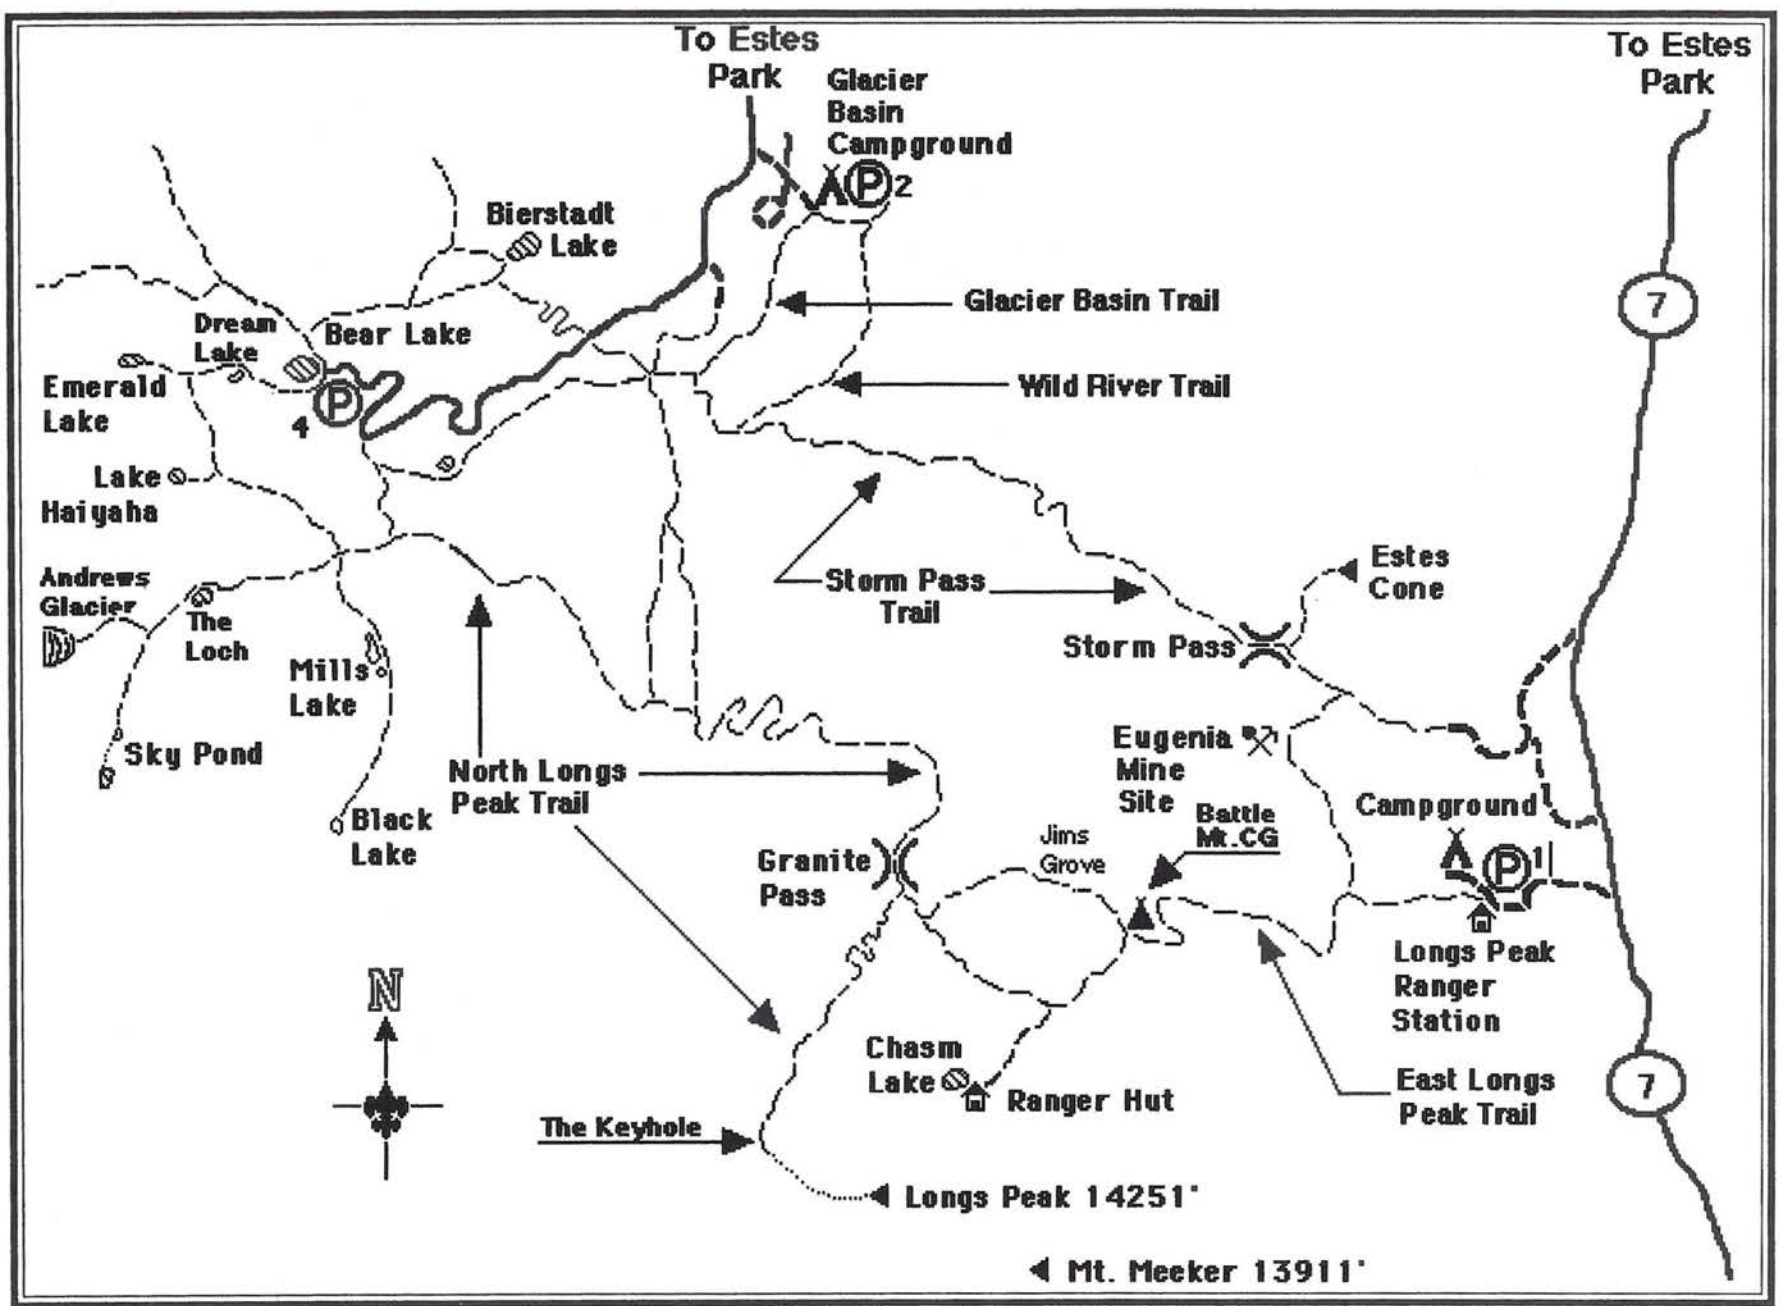 To Estes
Park
To Estes
Park
Glacier
Basin
Campground
P 2
Bierstadt
Lake
Glacier Basin Trail
7
Dream
Lake
Bear Lake
Emerald
Lake
P
4
Wild River Trail
Lake
Haiyaha
Storm Pass
Trail
Estes
Cone
Andrews
Glacier
The
Loch
Storm Pass
Mills
Lake
Sky Pond
North Longs
Peak Trail
Eugenia
Mine
Site
Battle
Mt.CG
Campground
Black
Lake
Jims
Grove
Granite
Pass
P 1
Longs Peak
Ranger
Station
N
Chasm
Lake
Ranger Hut
East Longs
Peak Trail
7
The Keyhole
Longs Peak 14251'
Mt. Meeker 13911'